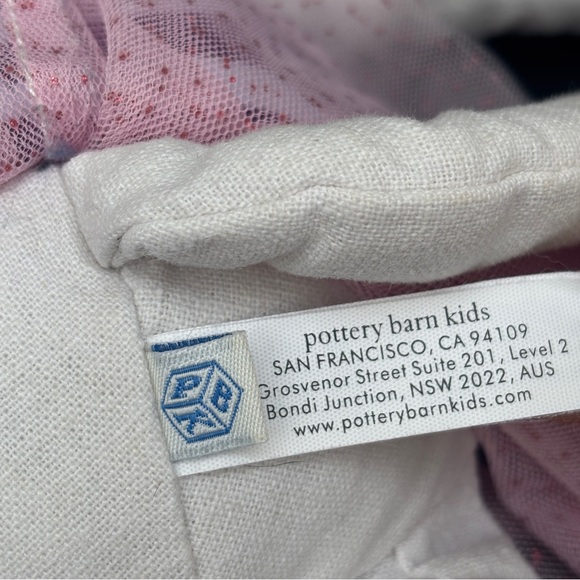 pottery barn kids
SAN FRANCISCO, CA 94109
Grosvenor Street Suite 201, Level 2
Bondi Junction, NSW 2022, AUS
www.potterybarnkids.com
P B K